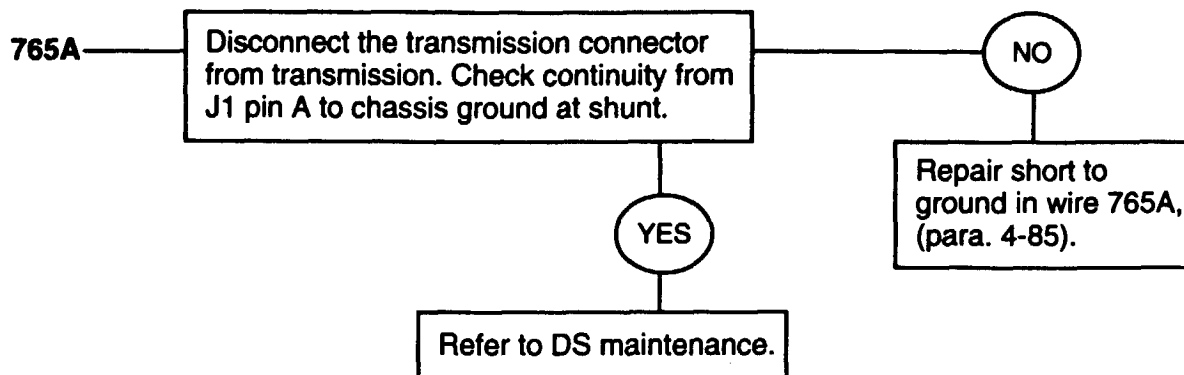 765A
Disconnect the transmission connector
from transmission. Check continuity from
J1 pin A to chassis ground at shunt.
NO
Repair short to
ground in wire 765A,
(para. 4-85).
YES
Refer to DS maintenance.